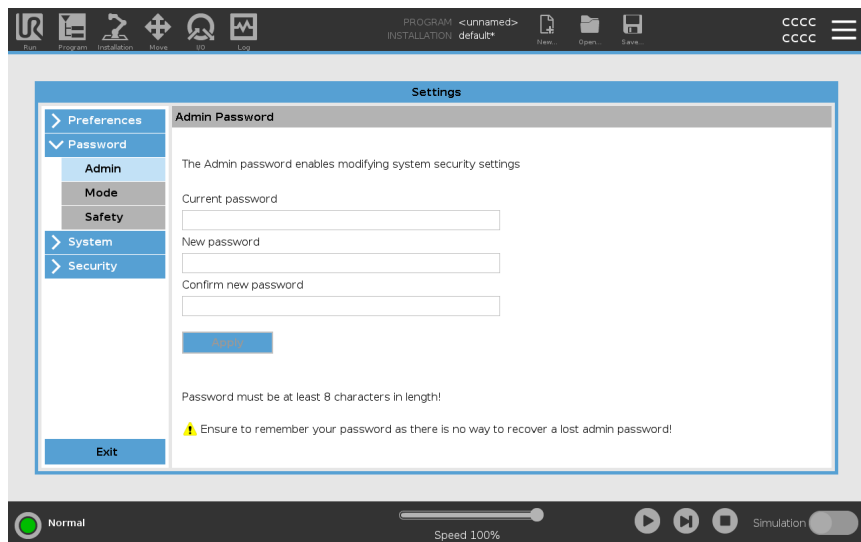 PROGRAM <unnamed>
INSTALLATION default*
CCCC
CCCC
Run Program Installation Move I/O Log New... Open... Save...
Settings
Preferences
Password
Admin
Mode
Safety
System
Security
Exit
Admin Password
The Admin password enables modifying system security settings
Current password
New password
Confirm new password
Apply
Password must be at least 8 characters in length!
Ensure to remember your password as there is no way to recover a lost admin password!
Normal
Speed 100%
Simulation